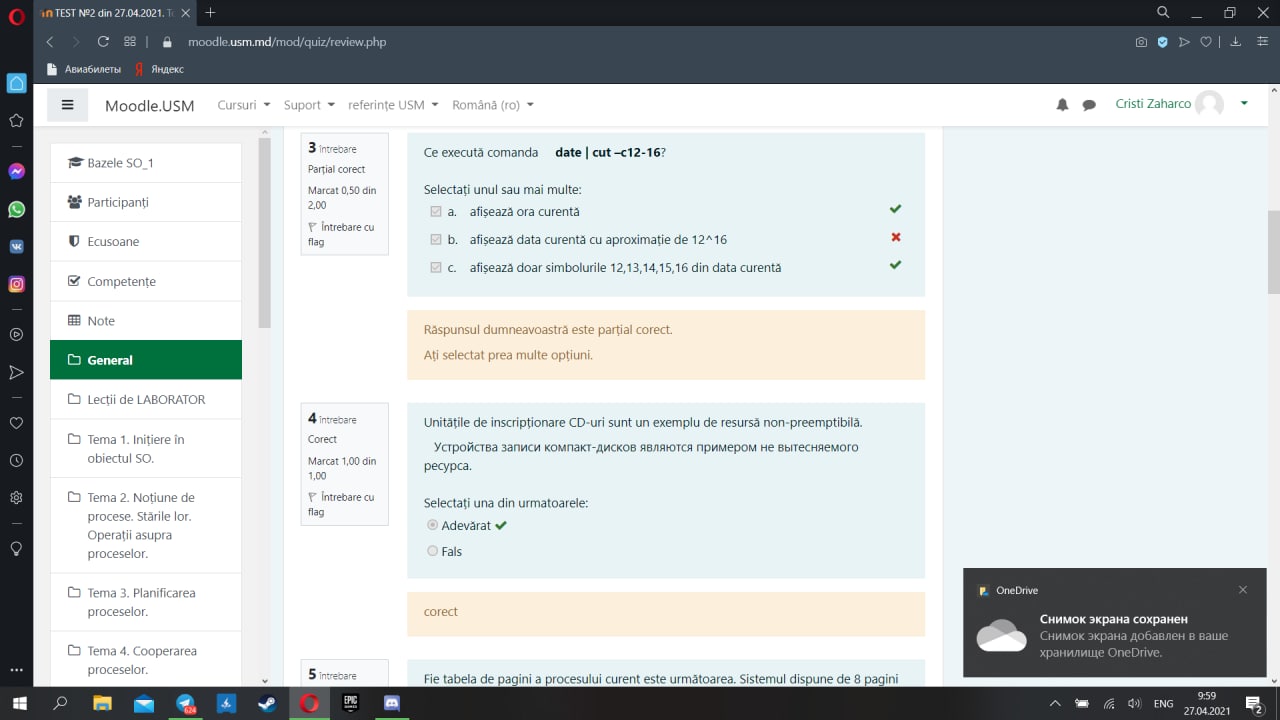 TEST №2 din 27.04.2021. To
moodle.usm.md/mod/quiz/review.php
Авиабилеты
Яндекс
Moodle.USM
Cursuri
Suport
referințe USM
Română (ro)
Cristi Zaharco
Bazele SO_1
Participanți
Ecusoane
Competențe
Note
General
Lecții de LABORATOR
Tema 1. Inițiere în
obiectul SO.
Tema 2. Noțiune de
procese. Stările lor.
Operații asupra
proceselor.
Tema 3. Planificarea
proceselor.
Tema 4. Cooperarea
proceselor.
3 întrebare
Parțial corect
Marcat 0,50 din
2,00
Întrebare cu
flag
Ce execută comanda date | cut –c12-16?
Selectați unul sau mai multe:
a. afișează ora curentă
b. afișează data curentă cu aproximație de 12^16
c. afișează doar simbolurile 12,13,14,15,16 din data curentă
Răspunsul dumneavoastră este parțial corect.
Ați selectat prea multe opțiuni.
4 întrebare
Corect
Marcat 1,00 din
1,00
Întrebare cu
flag
Unitățile de inscripționare CD-uri sunt un exemplu de resursă non-preemptibilă.
Устройства записи компакт-дисков являются примером не вытесняемого
ресурса.
Selectați una din urmatoarele:
Adevărat
Fals
corect
5 întrebare
Fie tabela de pagini a procesului curent este următoarea. Sistemul dispune de 8 pagini
OneDrive
Снимок экрана сохранен
Снимок экрана добавлен в ваше
хранилище OneDrive.
624
EPIC
GAMES
ENG
9:59
27.04.2021
2